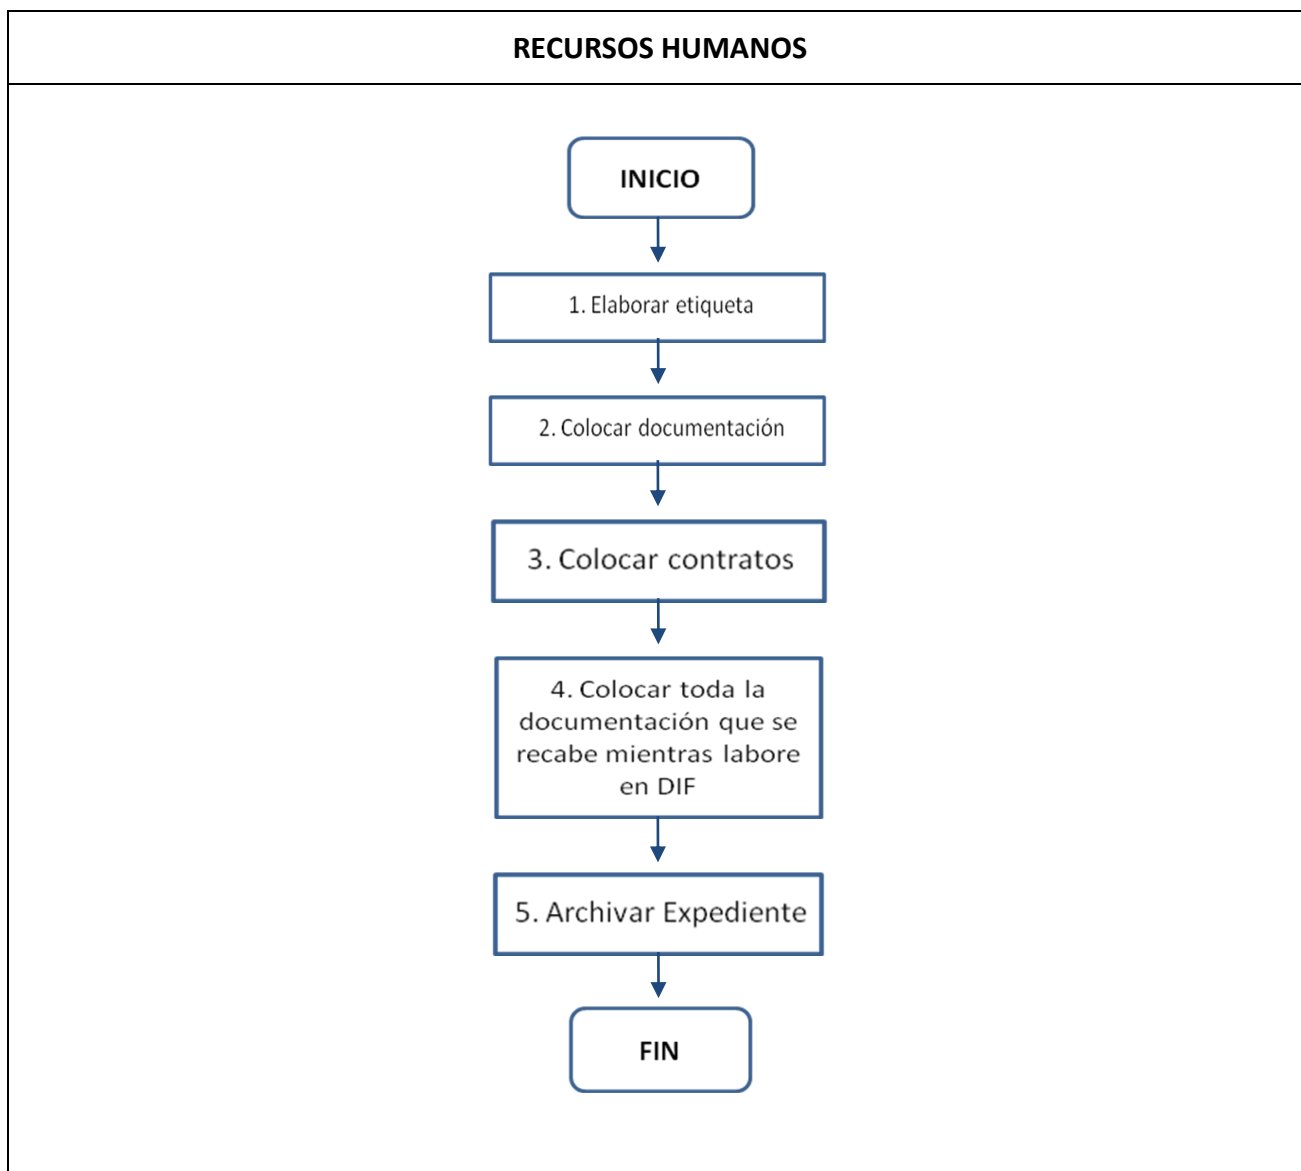 RECURSOS HUMANOS
INICIO
1. Elaborar etiqueta
2. Colocar documentación
3. Colocar contratos
4. Colocar toda la
documentación que se
recabe mientras labore
en DIF
5. Archivar Expediente
FIN